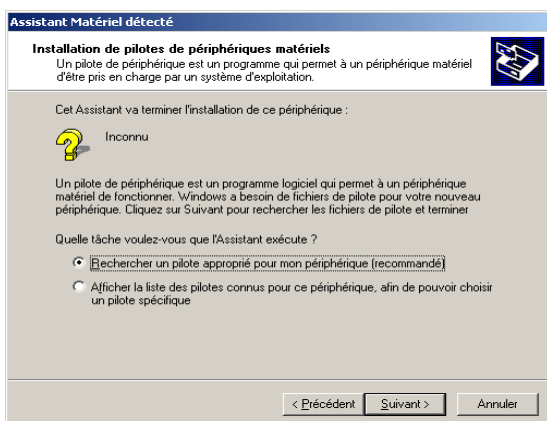 Assistant Matériel détecté
Installation de pilotes de périphériques matériels
Un pilote de périphérique est un programme qui permet à un périphérique matériel
d'être pris en charge par un système d'exploitation.
Cet Assistant va terminer l'installation de ce périphérique :
Inconnu
Un pilote de périphérique est un programme logiciel qui permet à un périphérique
matériel de fonctionner. Windows a besoin de fichiers de pilote pour votre nouveau
périphérique. Cliquez sur Suivant pour rechercher les fichiers de pilote et terminer
Quelle tâche voulez-vous que l'Assistant exécute ?
Rechercher un pilote approprié pour mon périphérique (recommandé)
Afficher la liste des pilotes connus pour ce périphérique, afin de pouvoir choisir
un pilote spécifique
< Précédent Suivant > Annuler